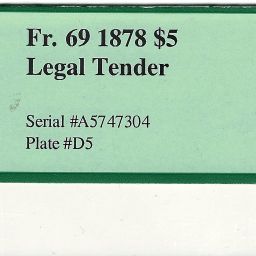 Fr. 69 1878 $5
Legal Tender
Serial #A5747304
Plate #D5